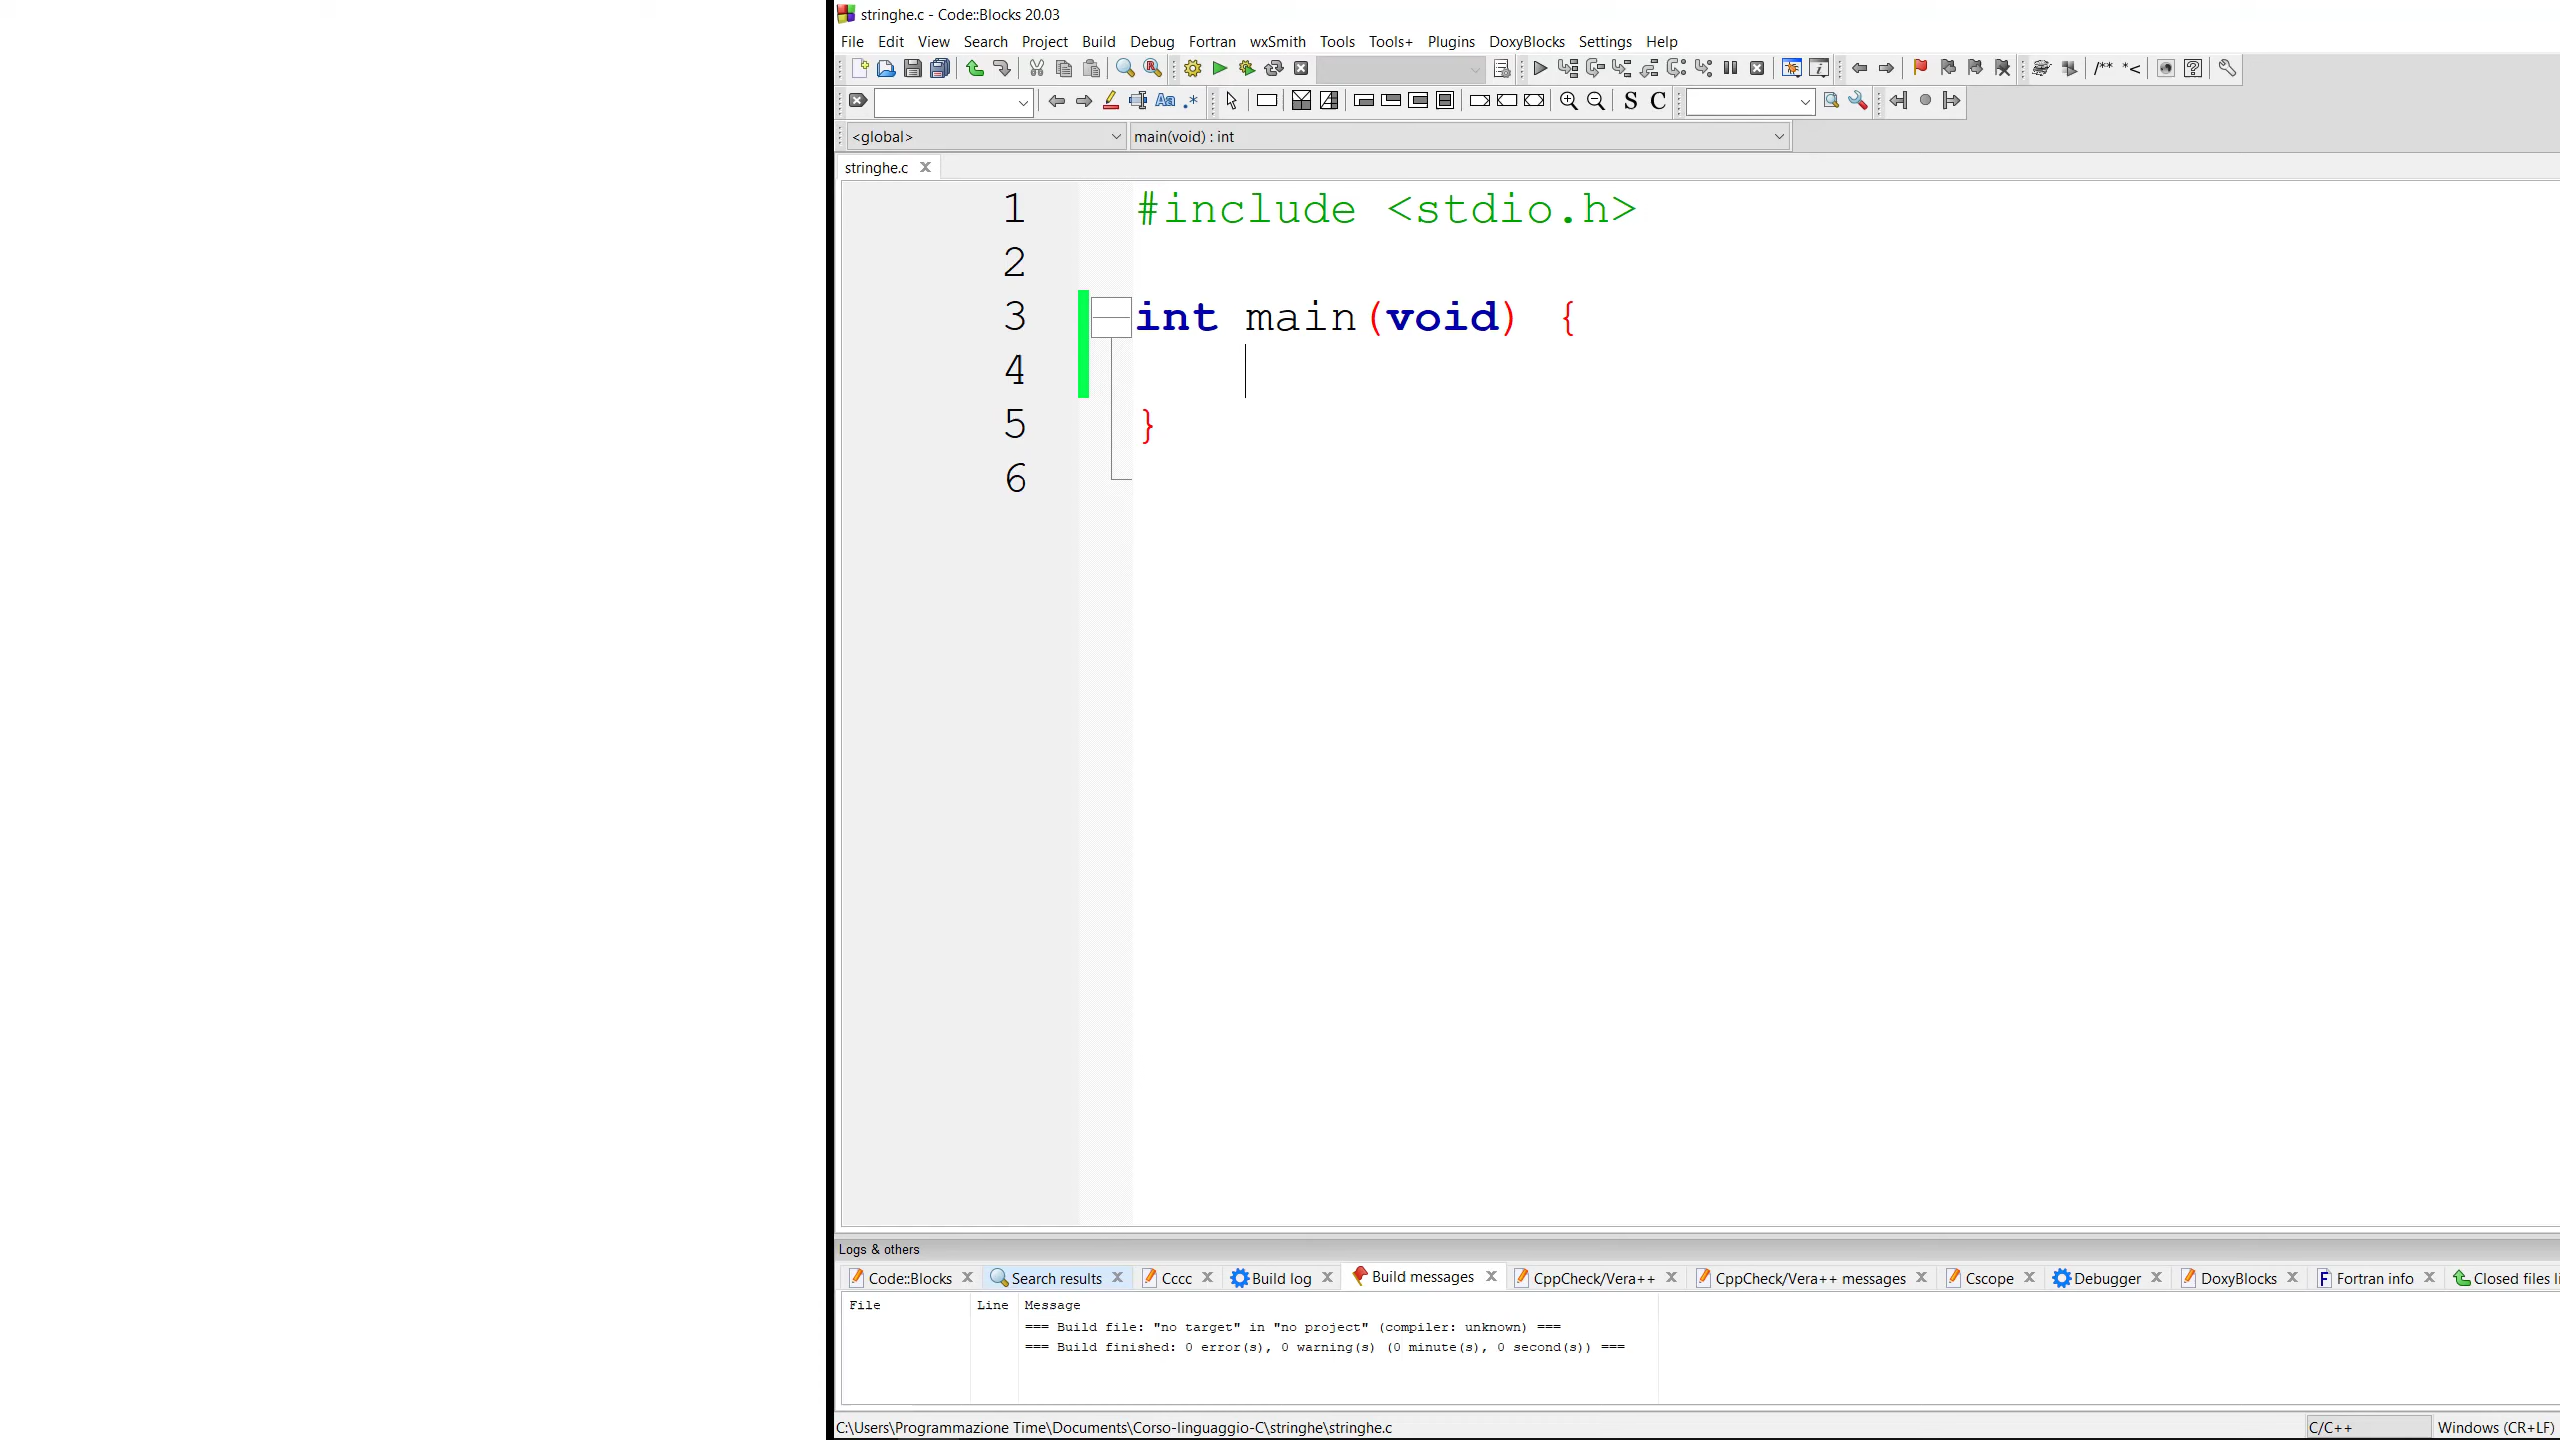 stringhe.c - Code::Blocks 20.03
File Edit View Search Project Build Debug Fortran wxSmith Tools Tools+ Plugins DoxyBlocks Settings Help
/** *<
Aa .* S C
<global> main(void) : int
stringhe.c
1 #include <stdio.h>
2
3 int main(void) {
4
5 }
6
Logs & others
Code::Blocks Search results Cccc Build log Build messages CppCheck/Vera++ CppCheck/Vera++ messages Cscope Debugger DoxyBlocks Fortran info Closed files li
File Line Message
=== Build file: "no target" in "no project" (compiler: unknown) ===
=== Build finished: 0 error(s), 0 warning(s) (0 minute(s), 0 second(s)) ===
C:\Users\Programmazione Time\Documents\Corso-linguaggio-C\stringhe\stringhe.c C/C++ Windows (CR+LF)